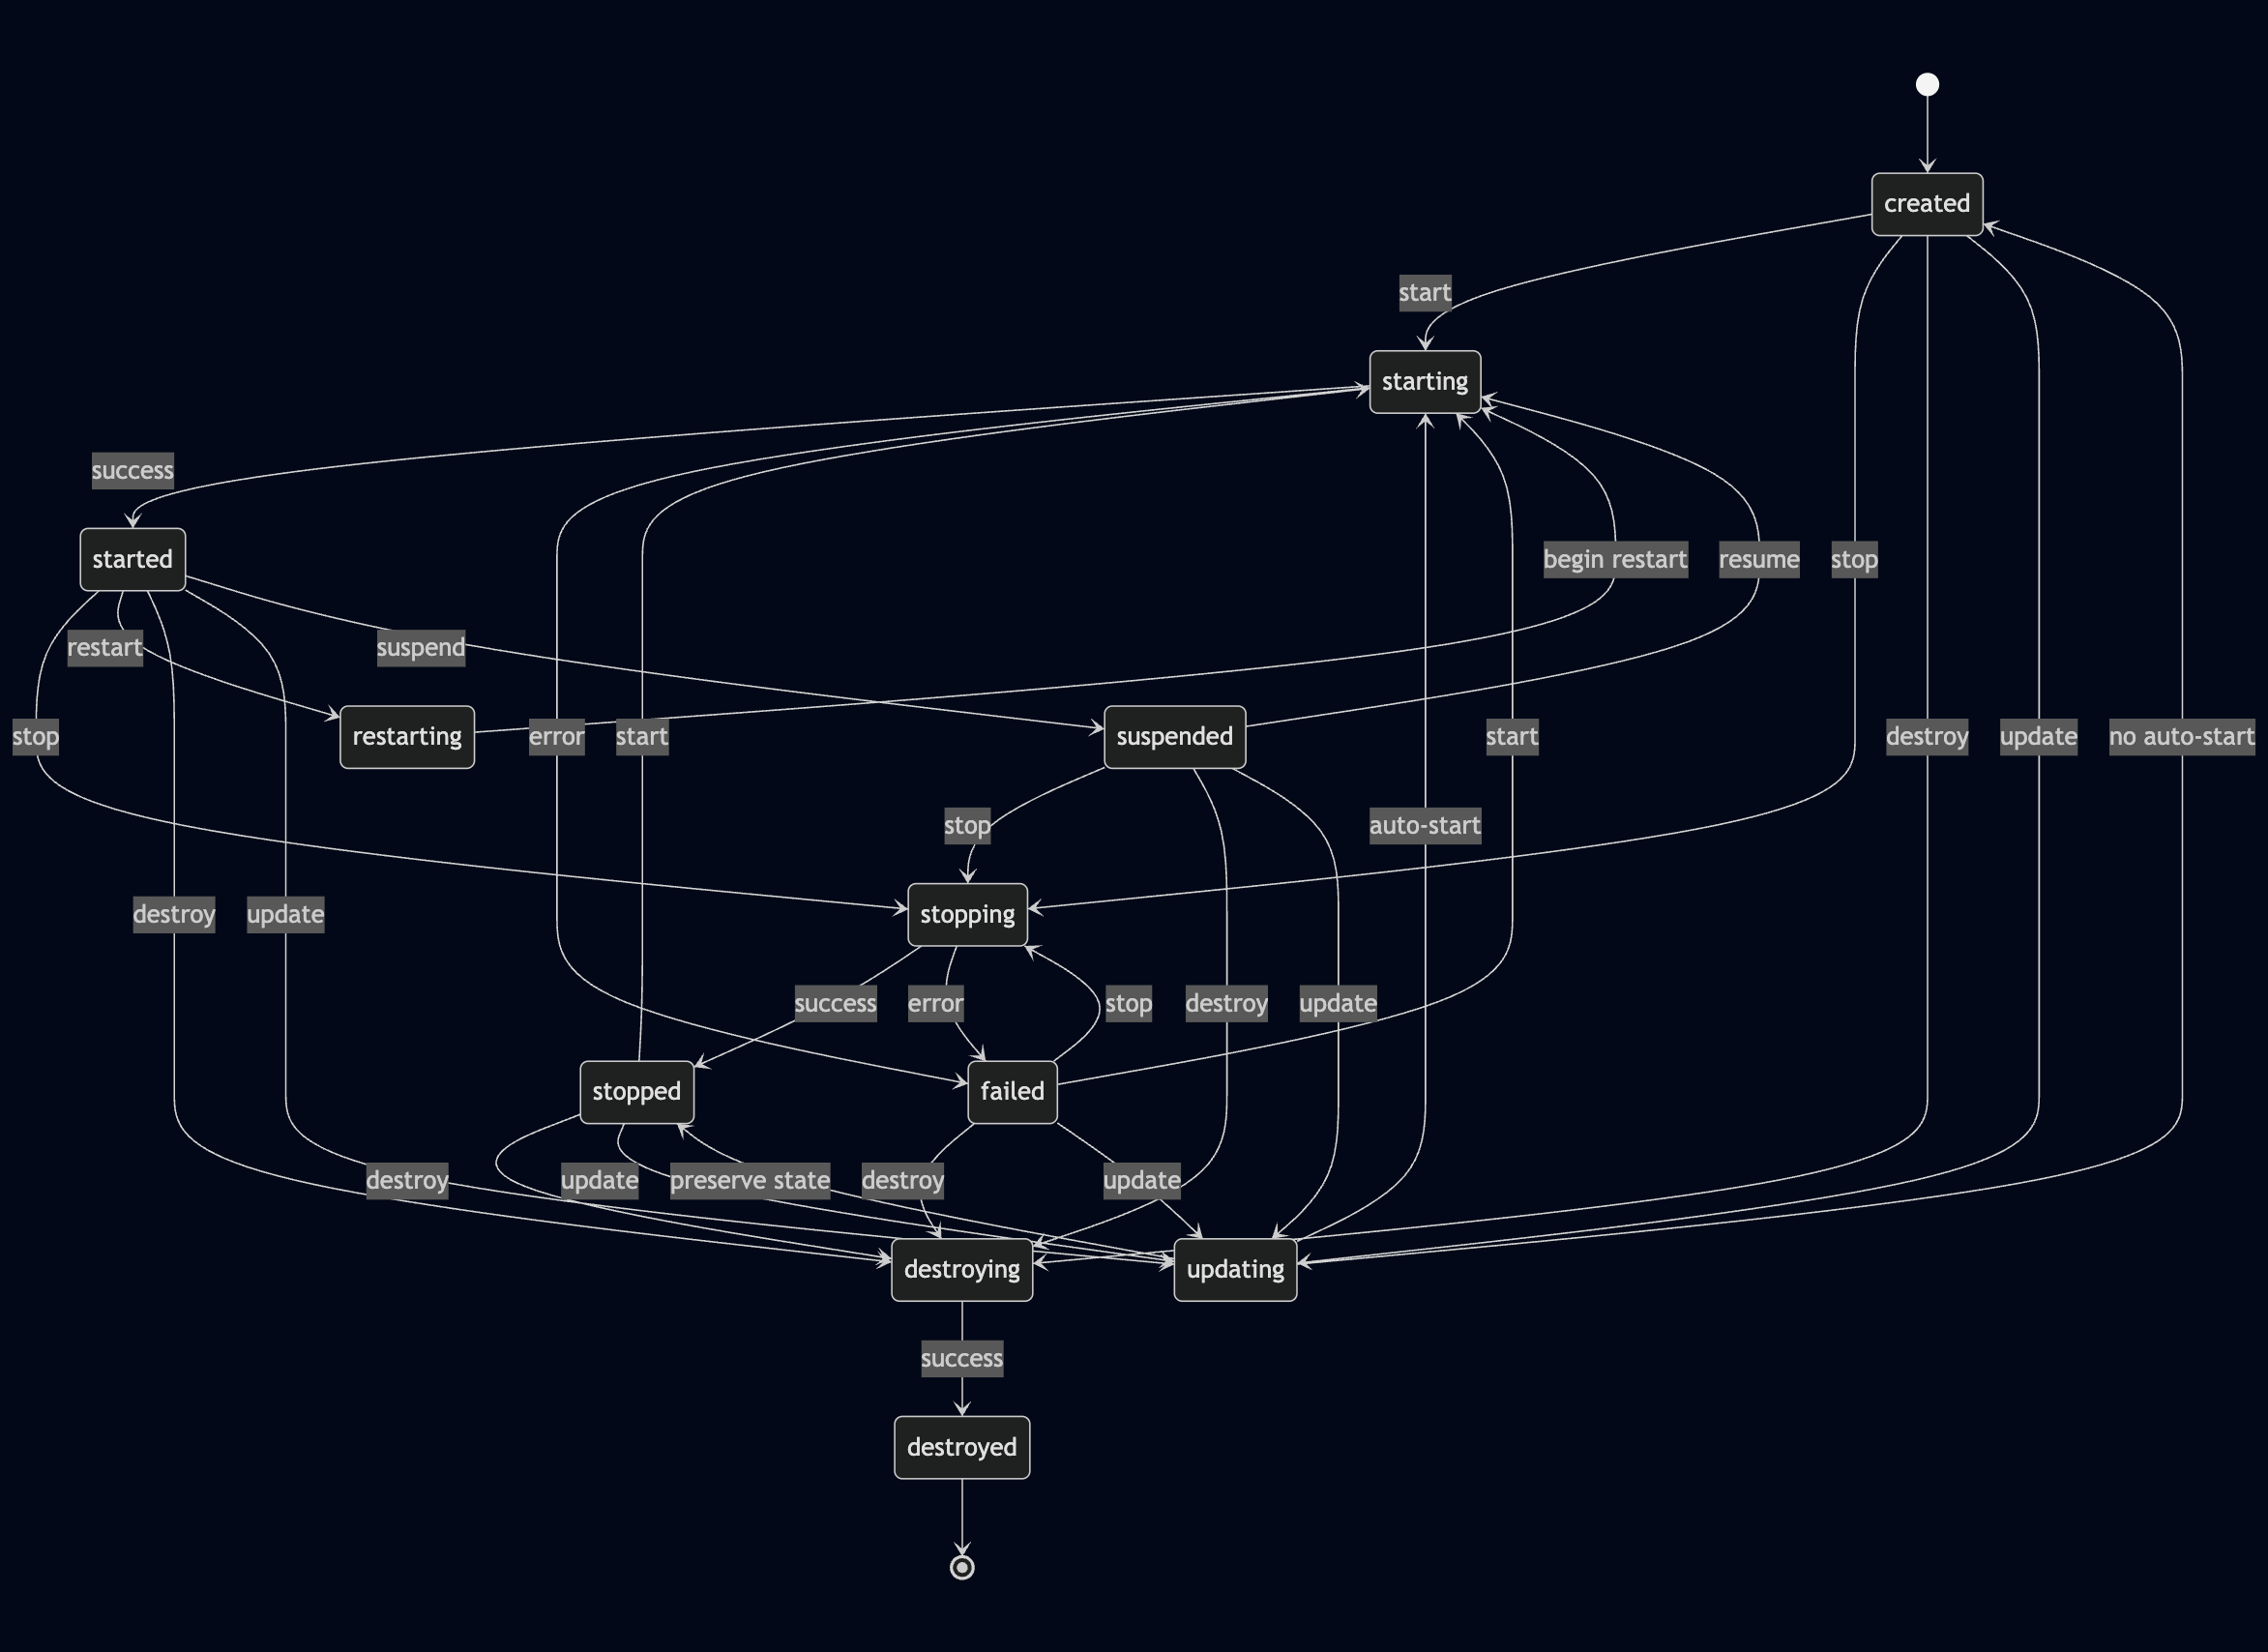 created
start
starting
success
started
begin restart
resume
stop
restart
suspend
stop
restarting
error
start
suspended
start
destroy
update
no auto-start
stop
auto-start
destroy
update
stopping
success
error
stop
destroy
update
stopped
failed
destroy
update
preserve state
destroy
update
destroying
updating
success
destroyed